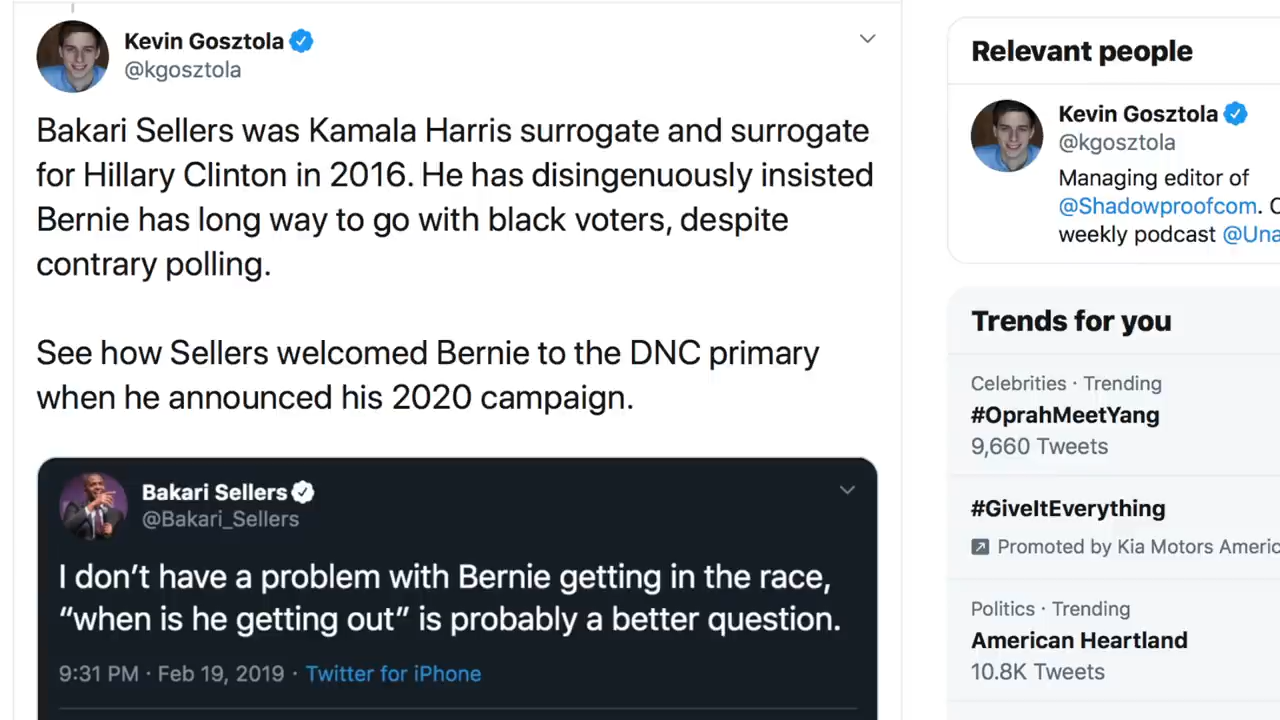 Kevin Gosztola
@kgosztola
Bakari Sellers was Kamala Harris surrogate and surrogate
for Hillary Clinton in 2016. He has disingenuously insisted
Bernie has long way to go with black voters, despite
contrary polling.
See how Sellers welcomed Bernie to the DNC primary
when he announced his 2020 campaign.
Bakari Sellers
@Bakari_Sellers
I don't have a problem with Bernie getting in the race,
“when is he getting out” is probably a better question.
9:31 PM · Feb 19, 2019 · Twitter for iPhone
Relevant people
Kevin Gosztola
@kgosztola
Managing editor of
@Shadowproofcom. C
weekly podcast @Una
Trends for you
Celebrities · Trending
#OprahMeetYang
9,660 Tweets
#GiveItEverything
Promoted by Kia Motors Americ
Politics · Trending
American Heartland
10.8K Tweets